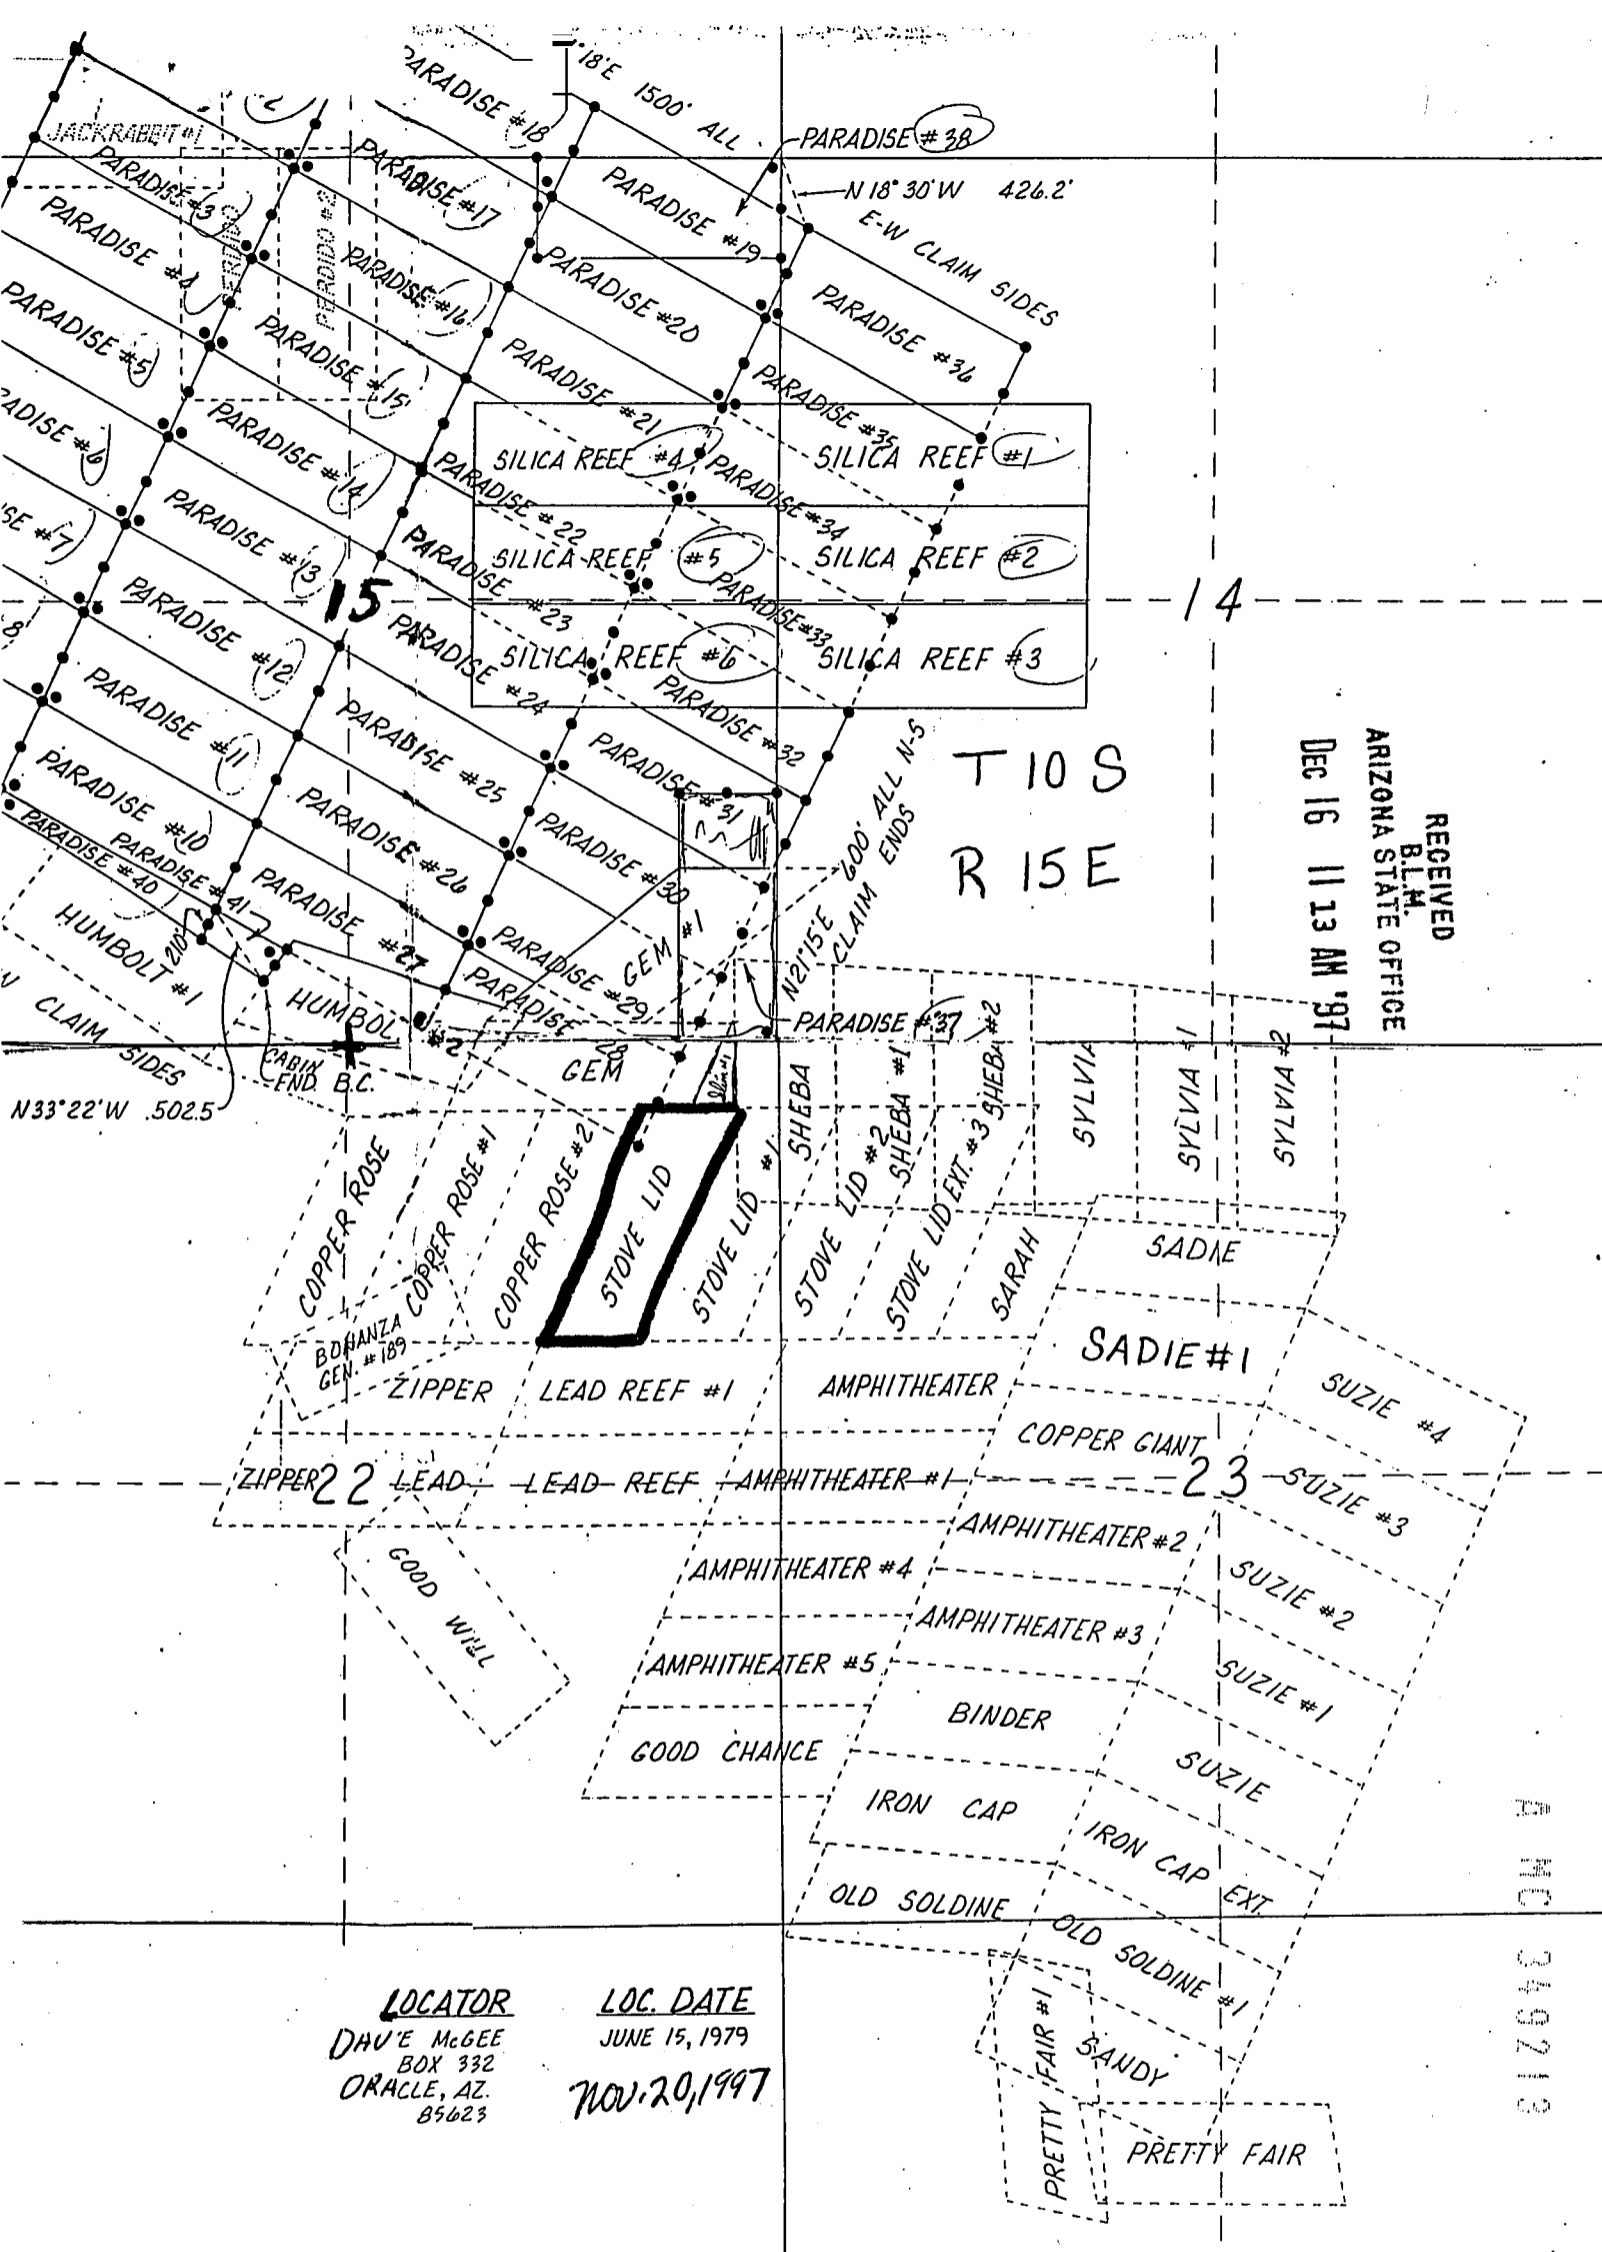 PARADISE #18
18'E 1500' ALL
PARADISE #38
JACKRABBIT #1
PARADISE #3
PARADISE #17
PARADISE #19
N 18° 30' W 426.2'
E-W CLAIM SIDES
PARADISE #4
PERDIDO #2
PARADISE #16
PARADISE #20
PARADISE #36
PARADISE #5
PARADISE #15
PARADISE #21
PARADISE #35
#6
PARADISE #14
SILICA REEF #4
SILICA REEF #1
PARADISE #22
PARADISE #34
#7
PARADISE #13
SILICA REEF #5
SILICA REEF #2
PARADISE #23
PARADISE #33
15
14
8
PARADISE #12
PARADISE #24
SILICA REEF #6
SILICA REEF #3
PARADISE #11
PARADISE #25
PARADISE #32
T 10 S
R 15 E
PARADISE #10
PARADISE #26
PARADISE #31
600' ALL N-S
CLAIM ENDS
N21°15'E
PARADISE #40
PARADISE #41
PARADISE #27
PARADISE #30
GEM #1
HUMBOLT #1
210'
PARADISE #29
PARADISE 28
PARADISE #37
CLAIM SIDES
HUMBOL
#2
CABIN
FND. B.C.
GEM
N33°22'W 502.5
RECEIVED
B.L.M.
ARIZONA STATE OFFICE
DEC 16 11 13 AM '97
SHEBA
SHEBA #1
SHEBA #2
SYLVIA
SYLVIA #1
SYLVIA #2
COPPER ROSE
COPPER ROSE #1
COPPER ROSE #2
STOVE LID
STOVE LID #1
STOVE LID #2
STOVE LID EXT. #3
SARAH
SADIE
BONANZA
GEN. #189
SADIE #1
ZIPPER
LEAD REEF #1
AMPHITHEATER
SUZIE #4
COPPER GIANT
ZIPPER
22
LEAD
LEAD REEF
AMPHITHEATER #1
23
SUZIE #3
GOOD WILL
AMPHITHEATER #2
AMPHITHEATER #4
SUZIE #2
AMPHITHEATER #3
AMPHITHEATER #5
SUZIE #1
BINDER
GOOD CHANCE
SUZIE
IRON CAP
IRON CAP EXT.
OLD SOLDINE
OLD SOLDINE #1
SANDY
PRETTY FAIR #1
PRETTY FAIR
LOCATOR
DAVE McGEE
BOX 332
ORACLE, AZ.
85623
LOC. DATE
JUNE 15, 1979
NOV. 20, 1997
A MC 349213